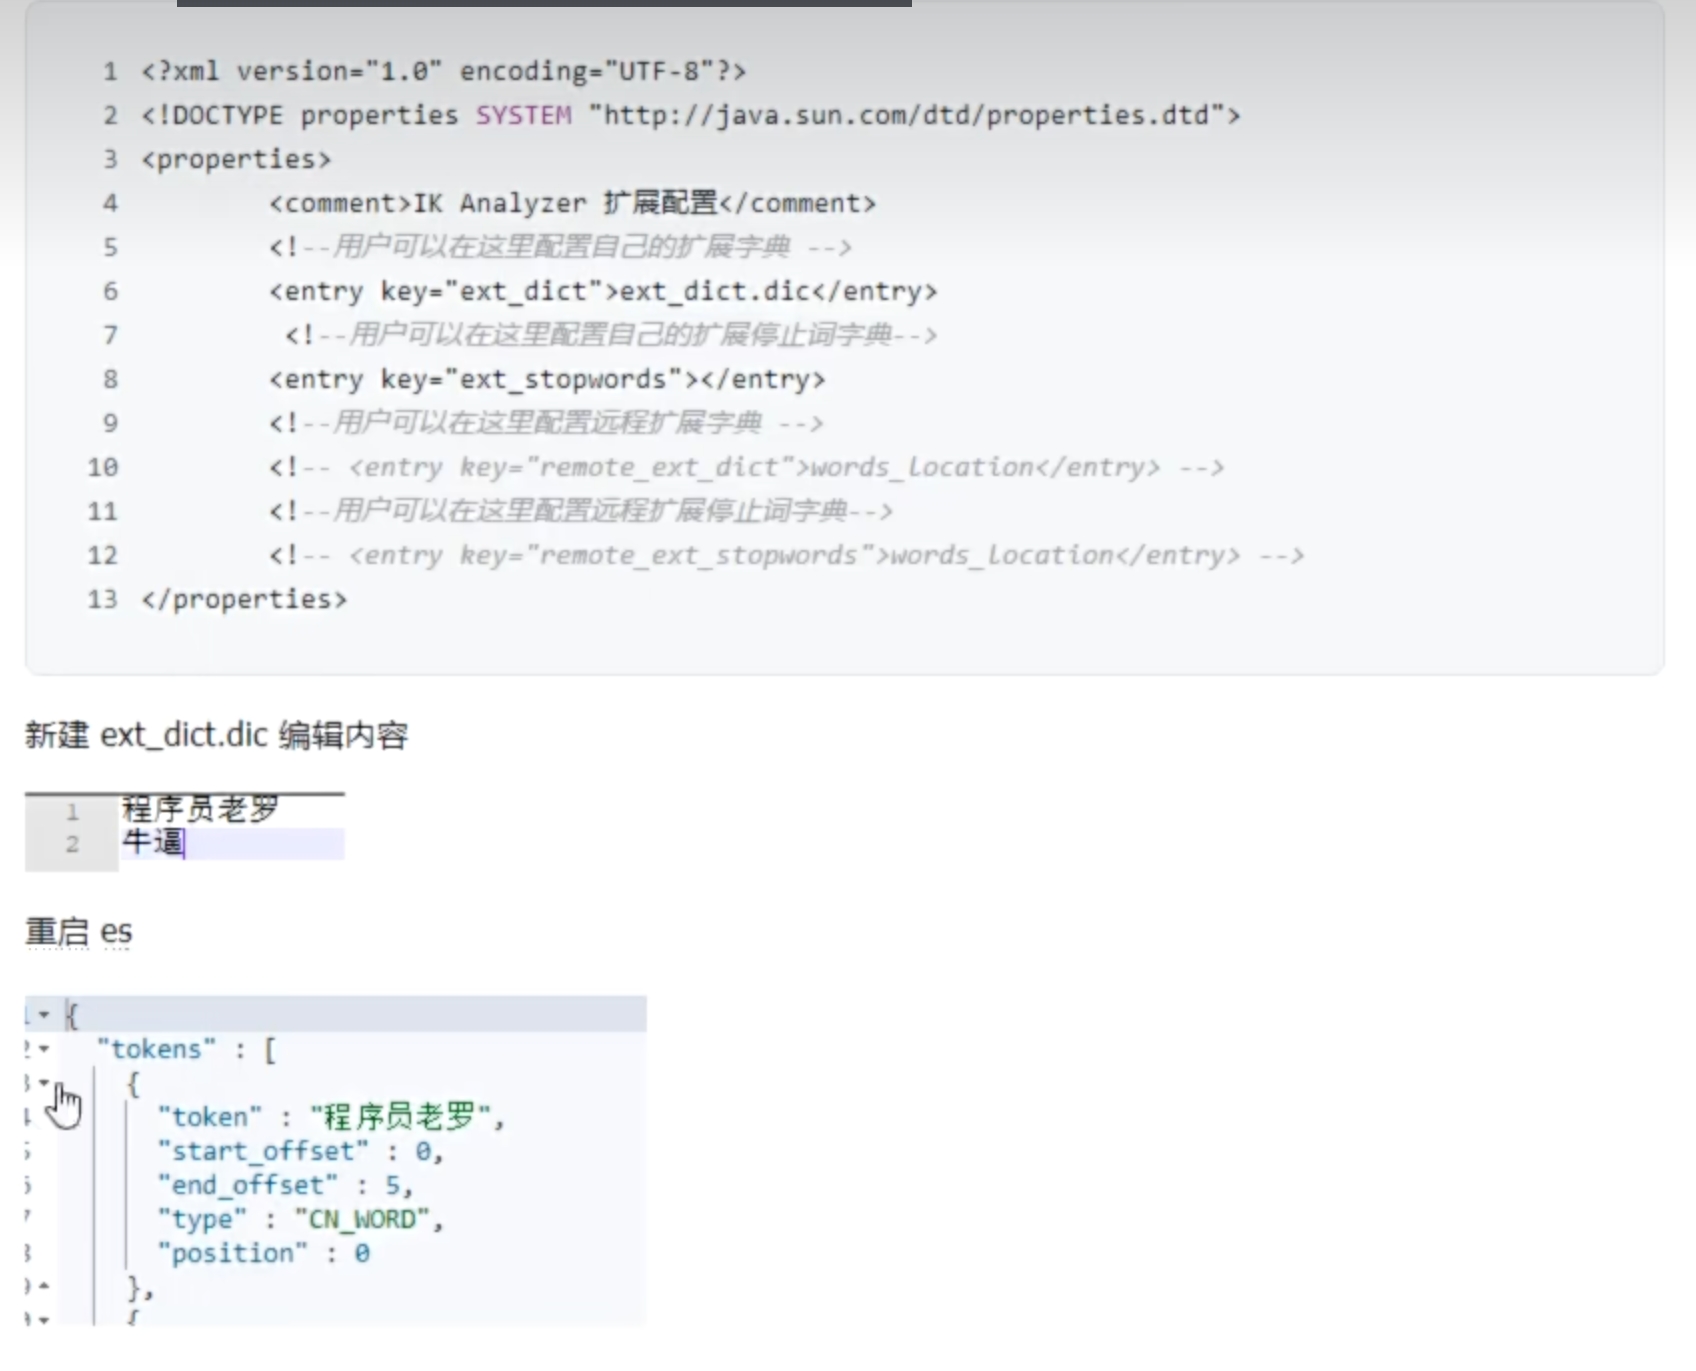 1 <?xml version="1.0" encoding="UTF-8"?>
2 <!DOCTYPE properties SYSTEM "http://java.sun.com/dtd/properties.dtd">
3 <properties>
4 <comment>IK Analyzer 扩展配置</comment>
5 <!--用户可以在这里配置自己的扩展字典 -->
6 <entry key="ext_dict">ext_dict.dic</entry>
7 <!--用户可以在这里配置自己的扩展停止词字典-->
8 <entry key="ext_stopwords"></entry>
9 <!--用户可以在这里配置远程扩展字典 -->
10 <!-- <entry key="remote_ext_dict">words_location</entry> -->
11 <!--用户可以在这里配置远程扩展停止词字典-->
12 <!-- <entry key="remote_ext_stopwords">words_location</entry> -->
13 </properties>
新建 ext_dict.dic 编辑内容
1 程序员老罗
2 牛逼
重启 es
{
"tokens" : [
{
"token" : "程序员老罗",
"start_offset" : 0,
"end_offset" : 5,
"type" : "CN_WORD",
"position" : 0
},
{